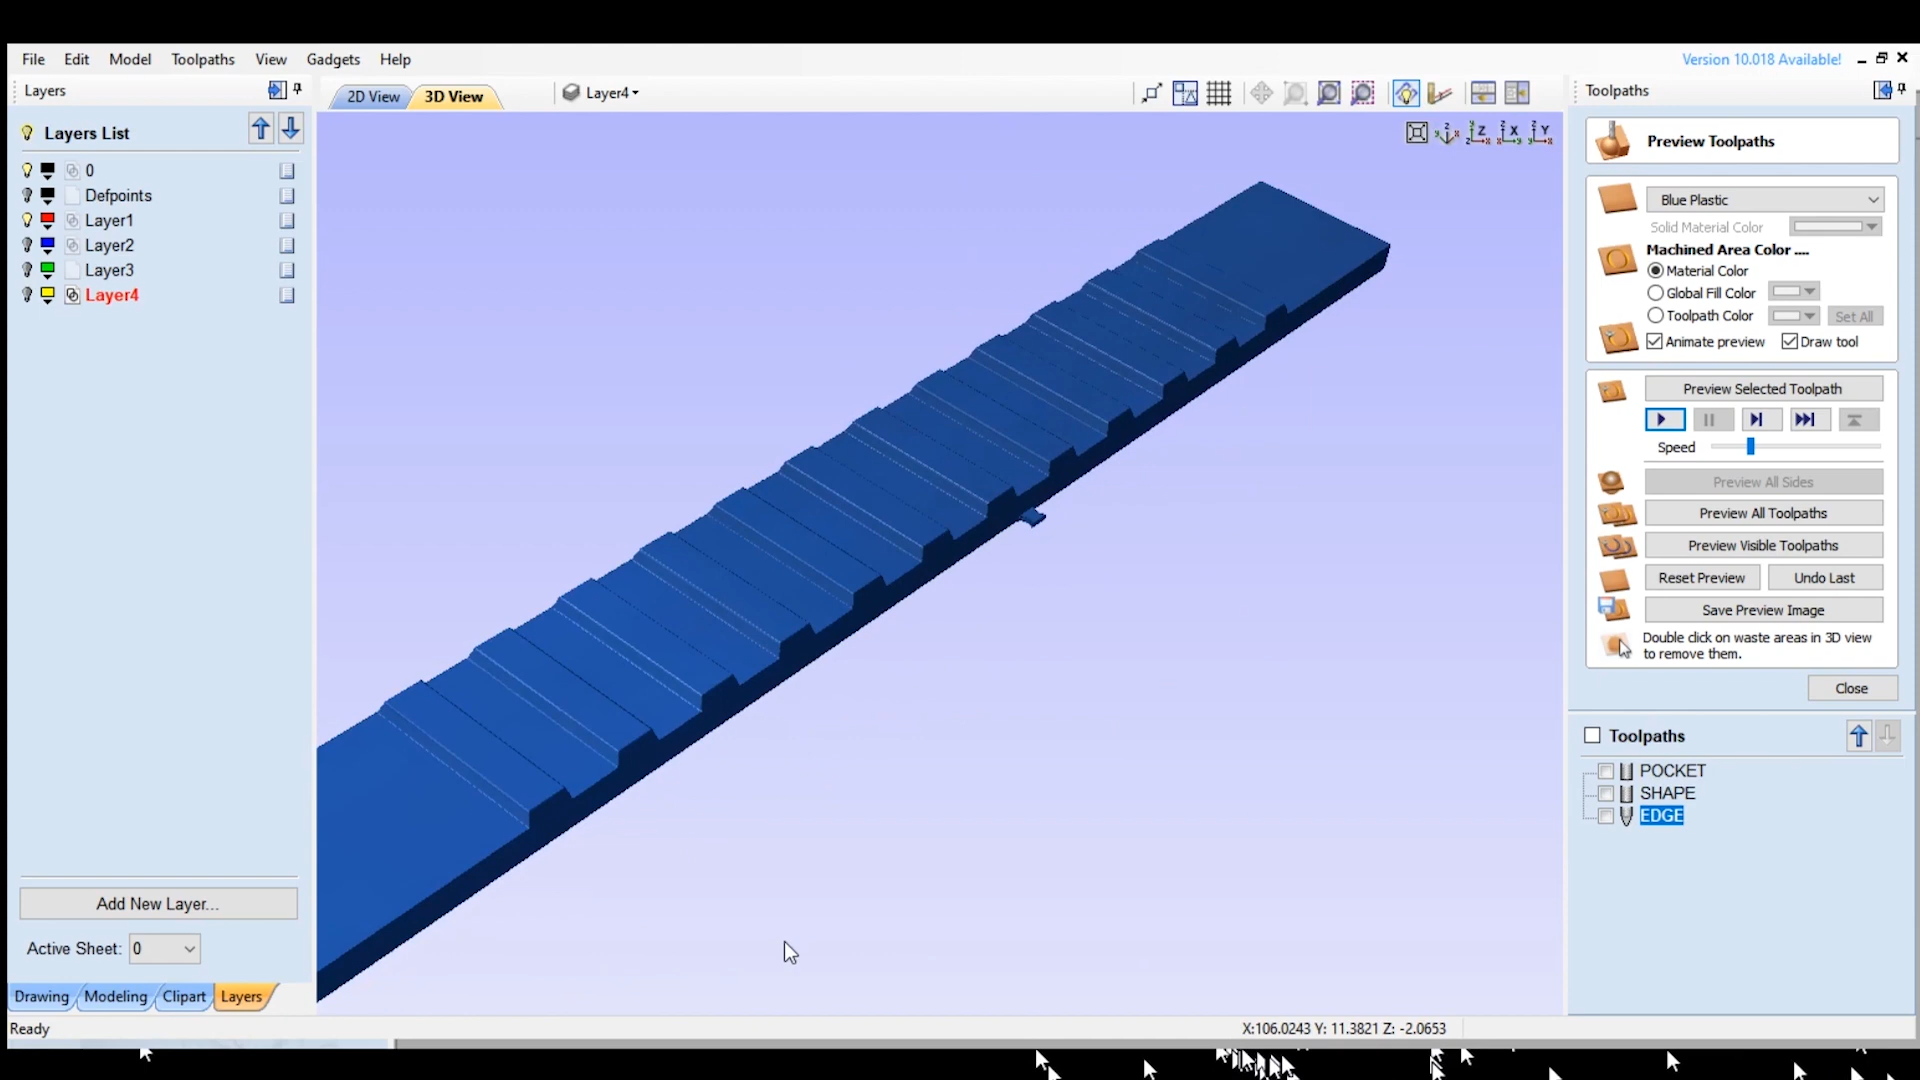 File Edit Model Toolpaths View Gadgets Help
Version 10.018 Available!
Layers
2D View 3D View Layer4
Toolpaths
Layers List
Preview Toolpaths
0
Defpoints
Layer1
Layer2
Layer3
Layer4
Blue Plastic
Solid Material Color
Machined Area Color ....
Material Color
Global Fill Color
Toolpath Color Set All
Animate preview Draw tool
Preview Selected Toolpath
Speed
Preview All Sides
Preview All Toolpaths
Preview Visible Toolpaths
Reset Preview Undo Last
Save Preview Image
Double click on waste areas in 3D view
to remove them.
Close
Toolpaths
POCKET
SHAPE
EDGE
Add New Layer...
Active Sheet: 0
Drawing Modeling Clipart Layers
Ready
X:106.0243 Y: 11.3821 Z: -2.0653